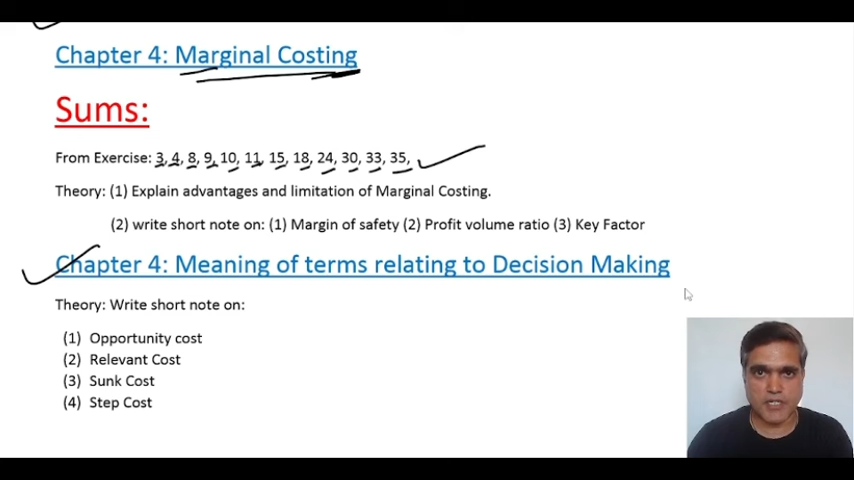 Chapter 4: Marginal Costing
Sums:
From Exercise: 3, 4, 8, 9, 10, 11, 15, 18, 24, 30, 33, 35,
Theory: (1) Explain advantages and limitation of Marginal Costing.
(2) write short note on: (1) Margin of safety (2) Profit volume ratio (3) Key Factor
Chapter 4: Meaning of terms relating to Decision Making
Theory: Write short note on:
(1) Opportunity cost
(2) Relevant Cost
(3) Sunk Cost
(4) Step Cost